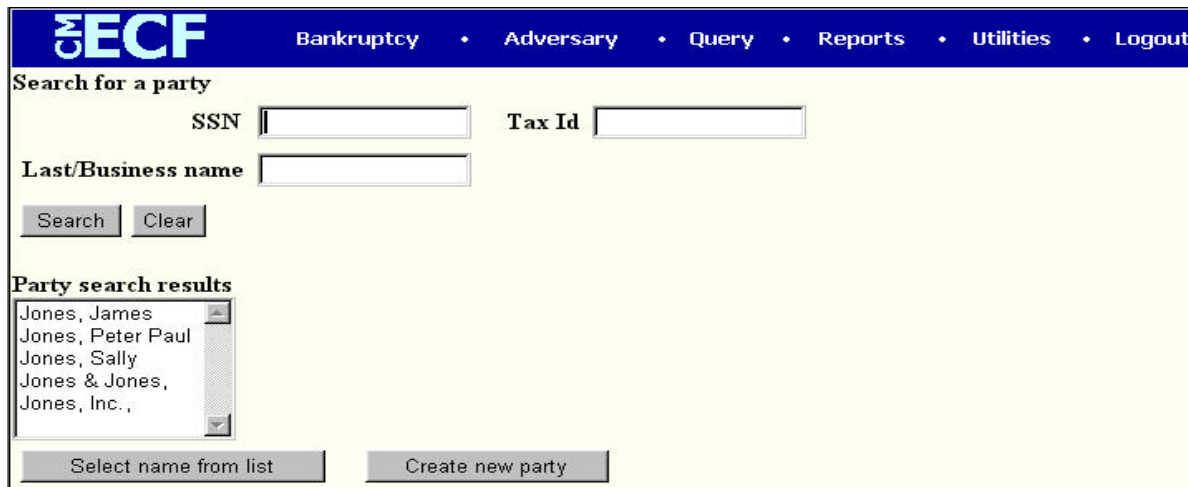 CM ECF Bankruptcy • Adversary • Query • Reports • Utilities • Logout
Search for a party
SSN Tax Id
Last/Business name
Search Clear
Party search results
Jones, James
Jones, Peter Paul
Jones, Sally
Jones & Jones,
Jones, Inc.,
Select name from list Create new party